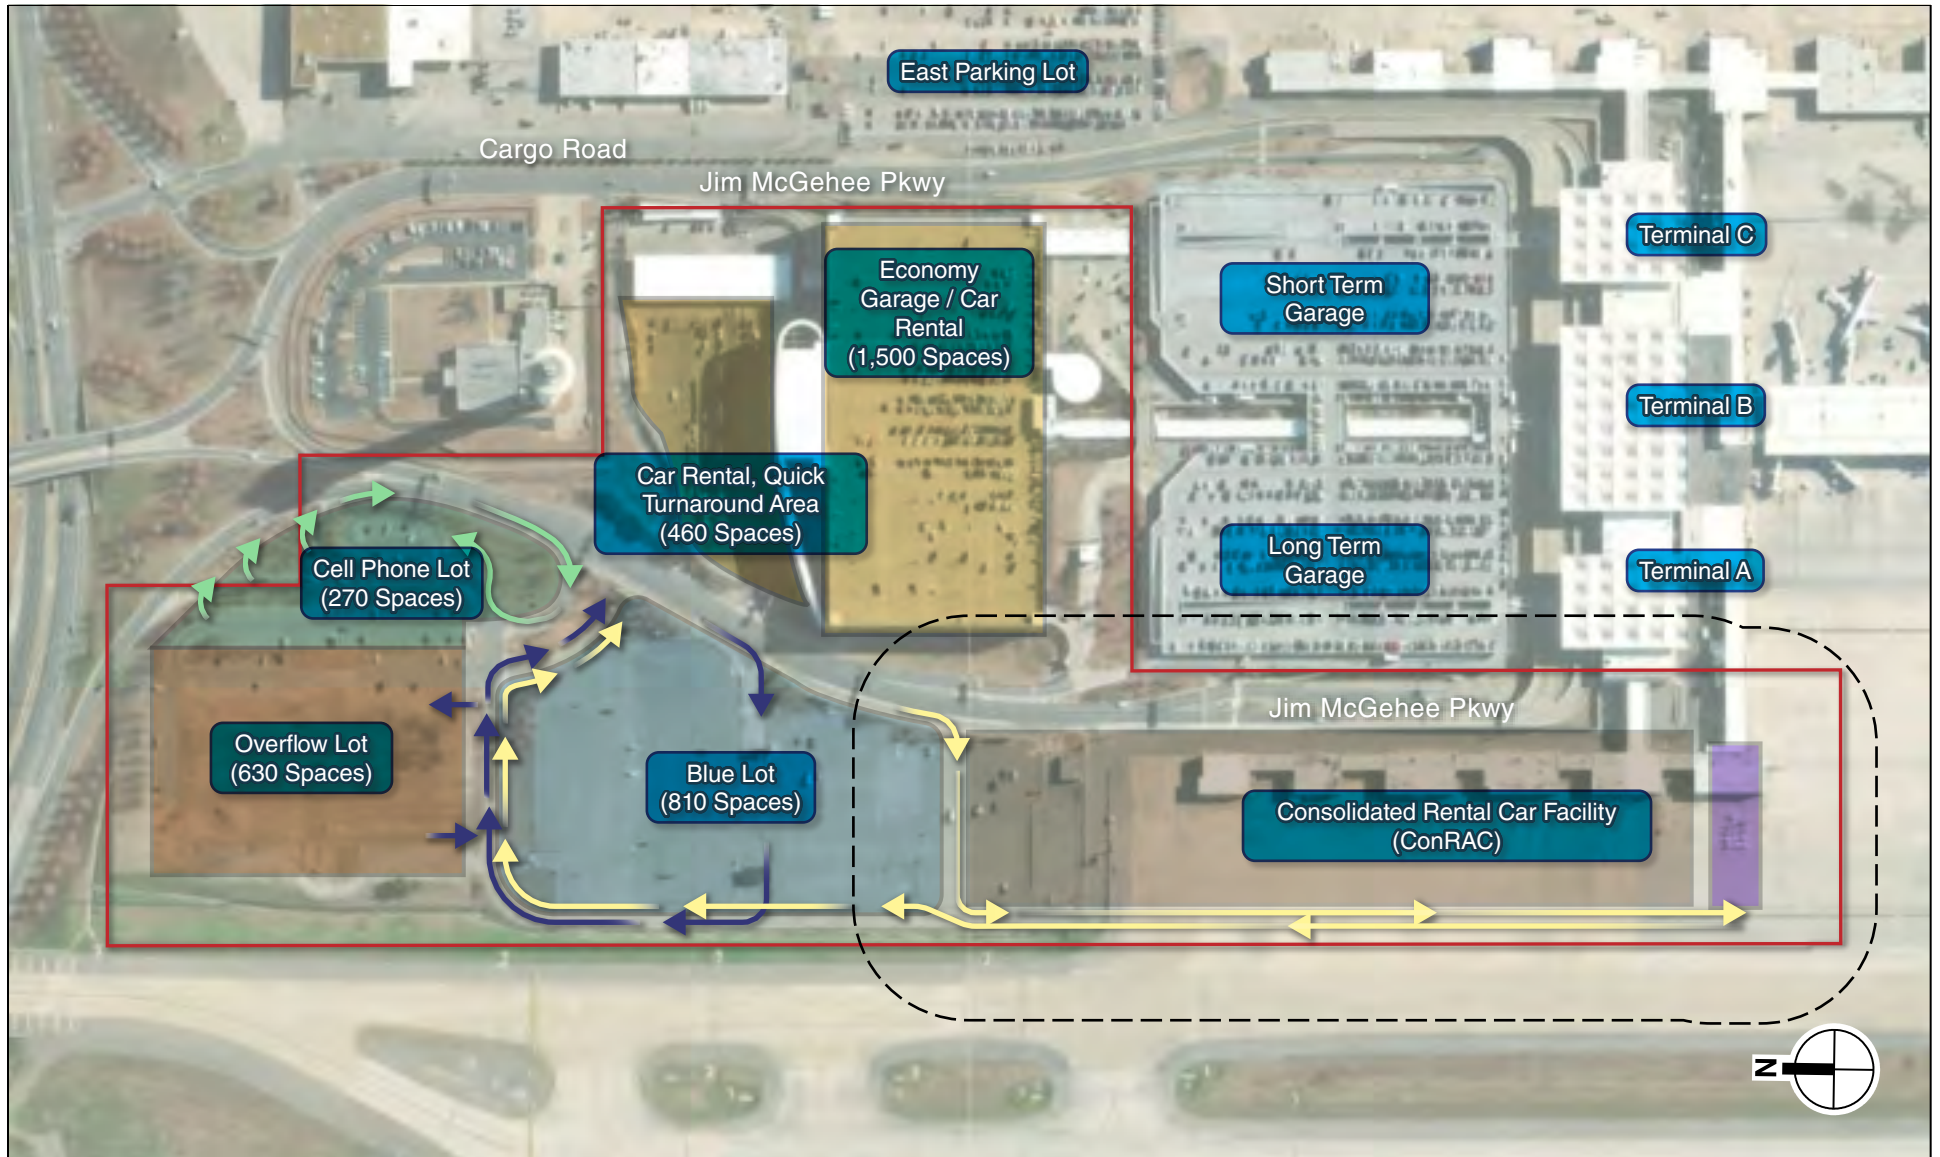 East Parking Lot
Cargo Road
Jim McGehee Pkwy
Terminal C
Economy
Garage / Car
Rental
(1,500 Spaces)
Short Term
Garage
Terminal B
Car Rental, Quick
Turnaround Area
(460 Spaces)
Long Term
Garage
Terminal A
Cell Phone Lot
(270 Spaces)
Jim McGehee Pkwy
Overflow Lot
(630 Spaces)
Blue Lot
(810 Spaces)
Consolidated Rental Car Facility
(ConRAC)
N